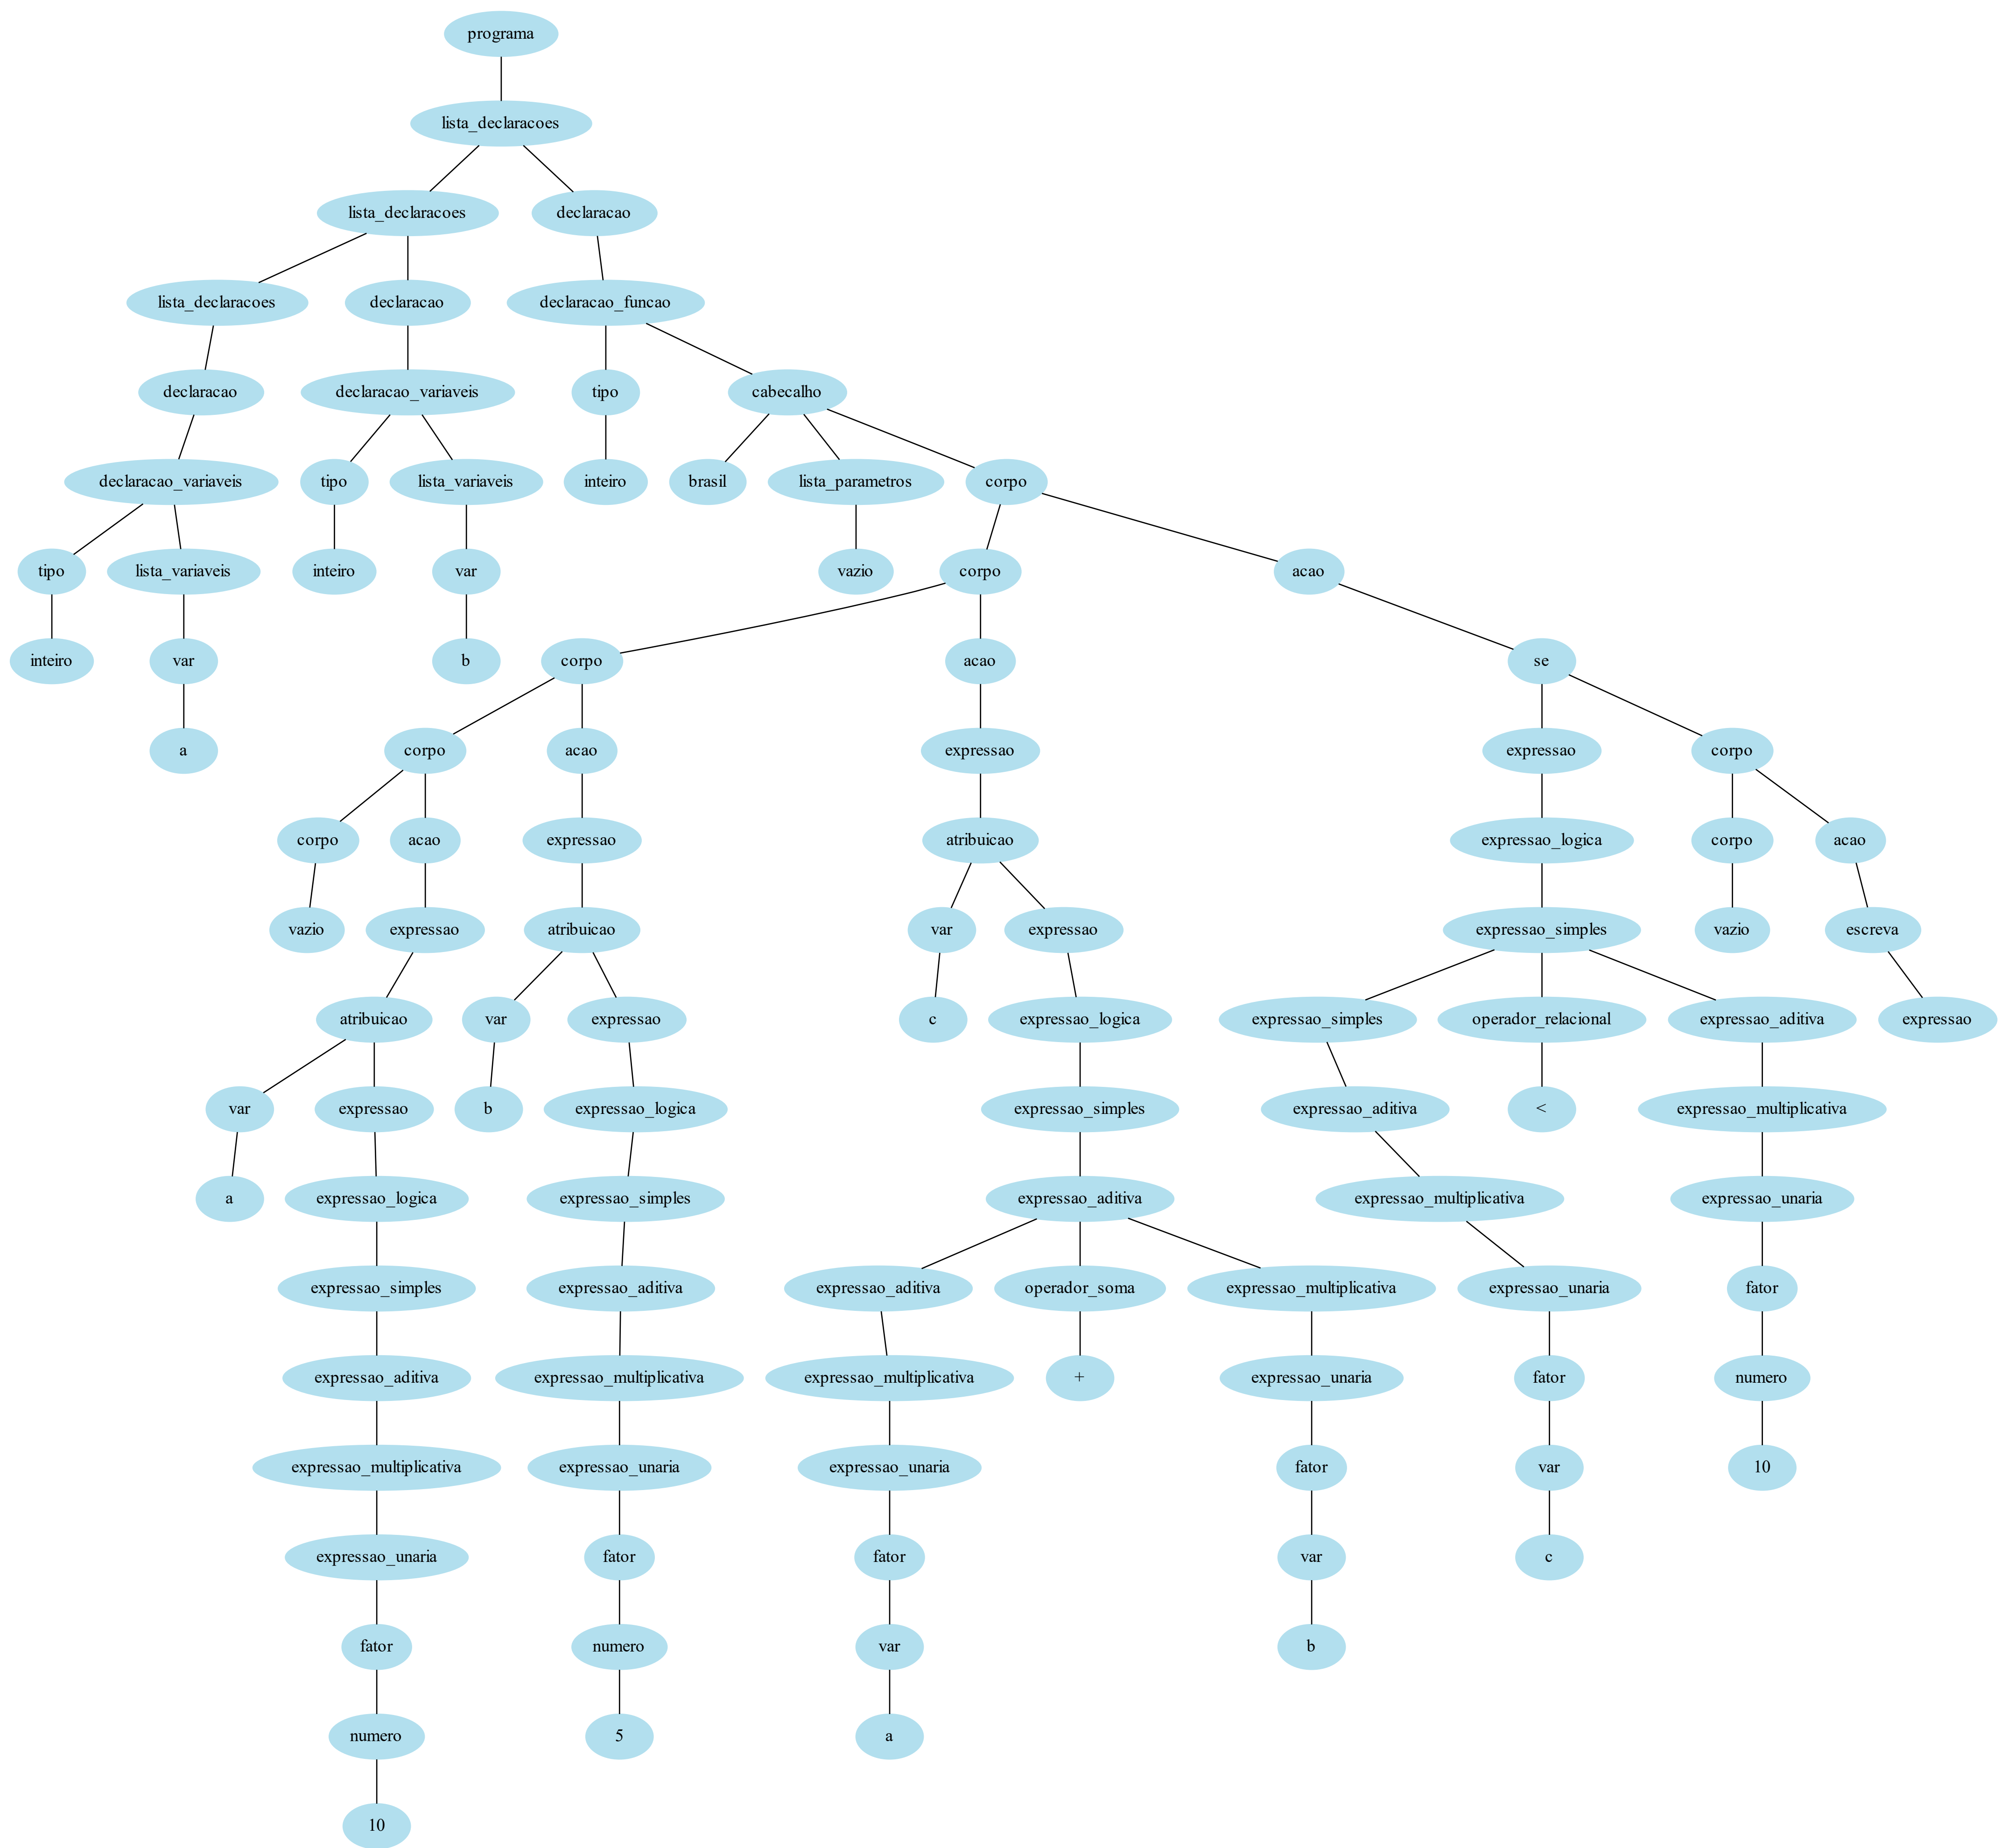 programa
lista_declaracoes
lista_declaracoes declaracao
lista_declaracoes declaracao declaracao_funcao
declaracao declaracao_variaveis tipo cabecalho
declaracao_variaveis tipo lista_variaveis inteiro brasil lista_parametros corpo
tipo lista_variaveis inteiro var vazio corpo acao
inteiro var b corpo acao se
a corpo acao expressao expressao corpo
corpo acao expressao atribuicao expressao_logica corpo acao
vazio expressao atribuicao var expressao expressao_simples vazio escreva
atribuicao var expressao c expressao_logica expressao_simples operador_relacional expressao_aditiva expressao
var expressao b expressao_logica expressao_simples expressao_aditiva < expressao_multiplicativa
a expressao_logica expressao_simples expressao_aditiva expressao_multiplicativa expressao_unaria
expressao_simples expressao_aditiva expressao_aditiva operador_soma expressao_multiplicativa expressao_unaria fator
expressao_aditiva expressao_multiplicativa expressao_multiplicativa + expressao_unaria fator numero
expressao_multiplicativa expressao_unaria expressao_unaria fator var 10
expressao_unaria fator fator var c
fator numero var b
numero 5 a
10